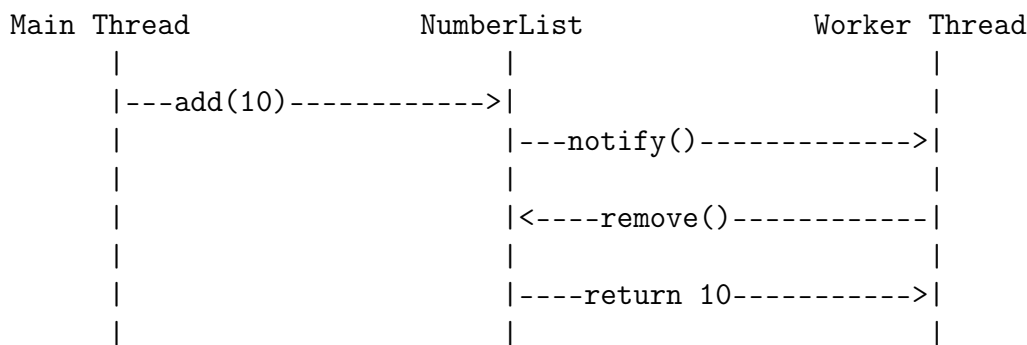 Main Thread NumberList Worker Thread
| | |
|---add(10)------------>| |
| |---notify()------------->|
| | |
| |<----remove()------------|
| | |
| |----return 10----------->|
| | |